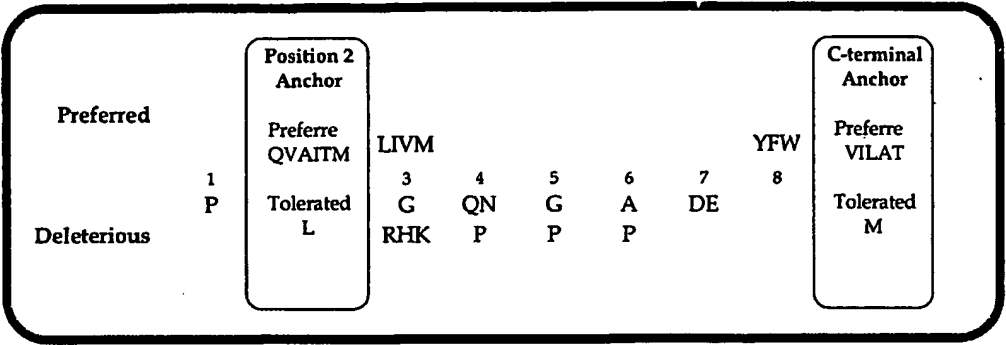 Position 2
Anchor
C-terminal
Anchor
Preferred
Preferre
QVAITM
LIVM
YFW
Preferre
VILAT
1
3
4
5
6
7
8
P
Tolerated
L
G
QN
G
A
DE
Tolerated
M
Deleterious
RHK
P
P
P